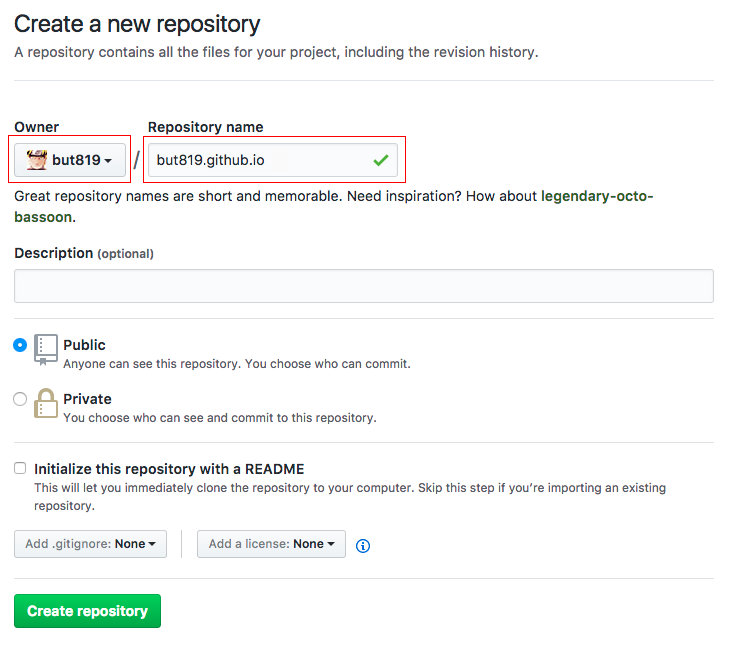 Create a new repository
A repository contains all the files for your project, including the revision history.
Owner
Repository name
but819
/
but819.github.io
Great repository names are short and memorable. Need inspiration? How about legendary-octo-
bassoon.
Description (optional)
Public
Anyone can see this repository. You choose who can commit.
Private
You choose who can see and commit to this repository.
Initialize this repository with a README
This will let you immediately clone the repository to your computer. Skip this step if you’re importing an existing
repository.
Add .gitignore: None
Add a license: None
Create repository